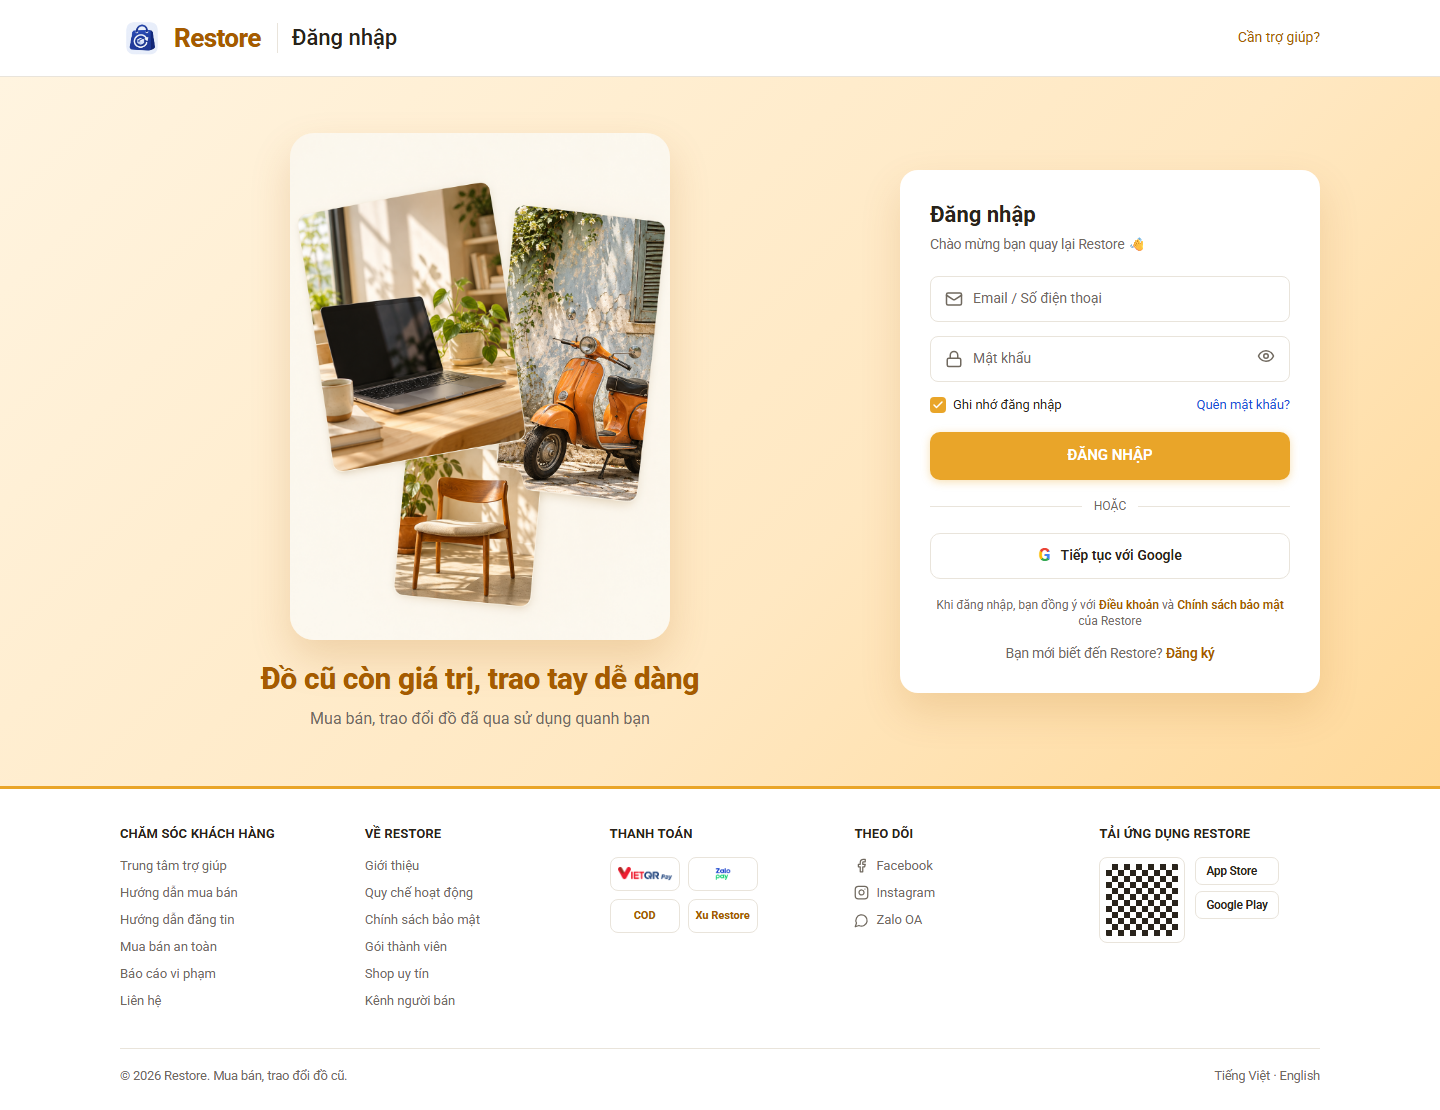 Restore
Đăng nhập
Cần trợ giúp?
Đồ cũ còn giá trị, trao tay dễ dàng
Mua bán, trao đổi đồ đã qua sử dụng quanh bạn
Đăng nhập
Chào mừng bạn quay lại Restore 👋
Email / Số điện thoại
Mật khẩu
Ghi nhớ đăng nhập
Quên mật khẩu?
ĐĂNG NHẬP
HOẶC
G Tiếp tục với Google
Khi đăng nhập, bạn đồng ý với Điều khoản và Chính sách bảo mật
của Restore
Bạn mới biết đến Restore? Đăng ký
CHĂM SÓC KHÁCH HÀNG
Trung tâm trợ giúp
Hướng dẫn mua bán
Hướng dẫn đăng tin
Mua bán an toàn
Báo cáo vi phạm
Liên hệ
VỀ RESTORE
Giới thiệu
Quy chế hoạt động
Chính sách bảo mật
Gói thành viên
Shop uy tín
Kênh người bán
THANH TOÁN
VIETQR Pay
Zalo
pay
COD
Xu Restore
THEO DÕI
Facebook
Instagram
Zalo OA
TẢI ỨNG DỤNG RESTORE
App Store
Google Play
© 2026 Restore. Mua bán, trao đổi đồ cũ.
Tiếng Việt · English